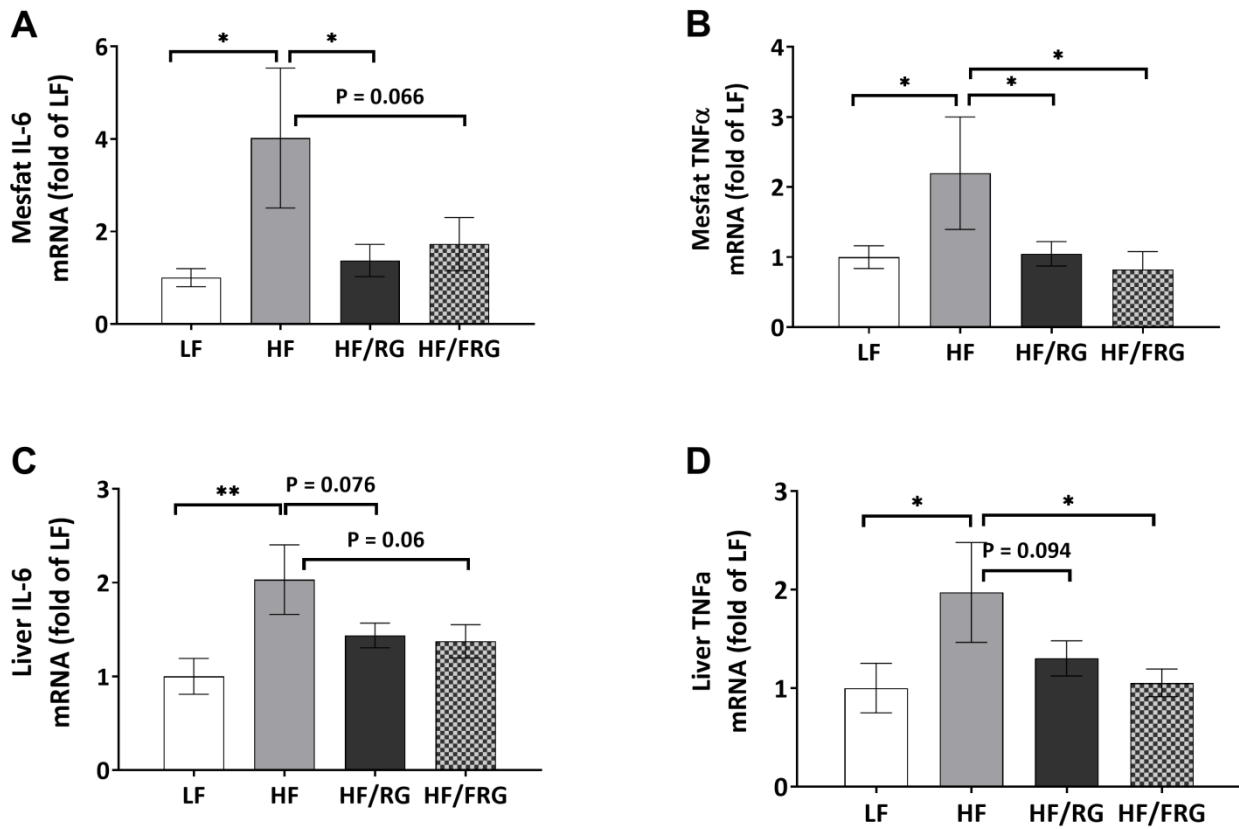 A
Mesfat IL-6
mRNA (fold of LF)
6
4
2
0
*
*
P = 0.066
LF HF HF/RG HF/FRG
B
Mesfat TNFα
mRNA (fold of LF)
4
3
2
1
0
*
*
*
LF HF HF/RG HF/FRG
C
Liver IL-6
mRNA (fold of LF)
3
2
1
0
**
P = 0.076
P = 0.06
LF HF HF/RG HF/FRG
D
Liver TNFa
mRNA (fold of LF)
3
2
1
0
*
*
P = 0.094
LF HF HF/RG HF/FRG